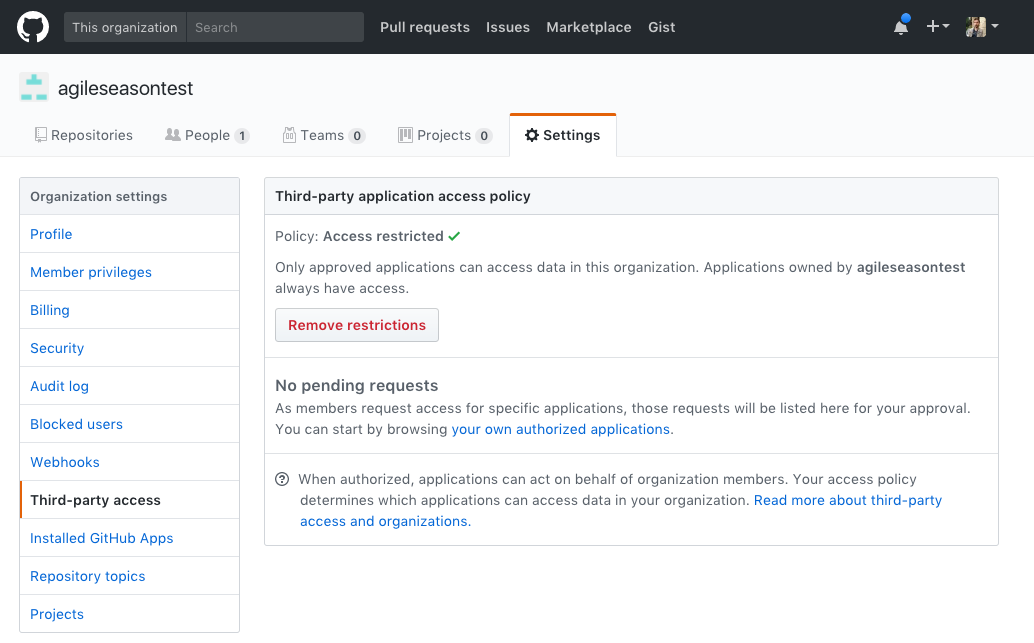 This organization Search Pull requests Issues Marketplace Gist
agileseasontest
Repositories People 1 Teams 0 Projects 0 Settings
Organization settings
Profile
Member privileges
Billing
Security
Audit log
Blocked users
Webhooks
Third-party access
Installed GitHub Apps
Repository topics
Projects
Third-party application access policy
Policy: Access restricted
Only approved applications can access data in this organization. Applications owned by agileseasontest
always have access.
Remove restrictions
No pending requests
As members request access for specific applications, those requests will be listed here for your approval.
You can start by browsing your own authorized applications.
When authorized, applications can act on behalf of organization members. Your access policy
determines which applications can access data in your organization. Read more about third-party
access and organizations.